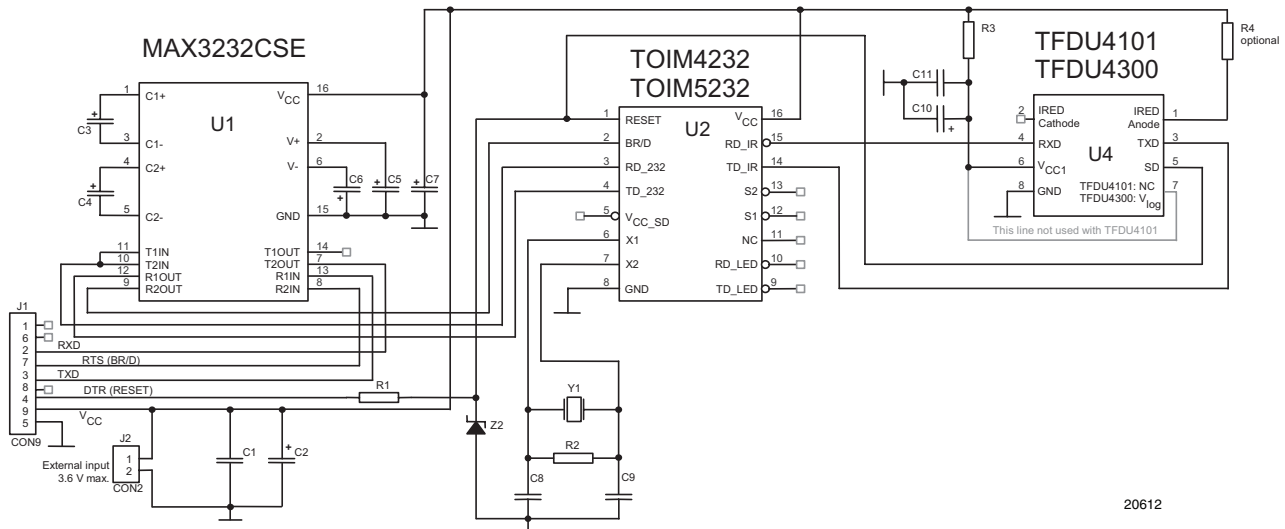 MAX3232CSE
U1
1
C1+
3
C1-
4
C2+
5
C2-
11
T1IN
10
T2IN
12
R1OUT
9
R2OUT
16
VCC
2
V+
6
V-
15
GND
14
T1OUT
7
T2OUT
13
R1IN
8
R2IN
+
C3
+
C4
C6
+
+
C5
+
C7
TOIM4232
TOIM5232
U2
1
RESET
2
BR/D
3
RD_232
4
TD_232
5
VCC_SD
6
X1
7
X2
8
GND
16
VCC
15
RD_IR
14
TD_IR
13
S2
12
S1
11
NC
10
RD_LED
9
TD_LED
R3
R4
optional
C11
C10
+
TFDU4101
TFDU4300
U4
2
IRED
Cathode
4
RXD
6
VCC1
8
GND
IRED
Anode
1
TXD
3
SD
5
TFDU4101: NC
TFDU4300: Vlog
7
This line not used with TFDU4101
J1
1
6
2
7
3
8
4
9
5
CON9
RXD
RTS (BR/D)
TXD
DTR (RESET)
VCC
R1
Z2
J2
1
2
CON2
External input
3.6 V max.
C1
+
C2
Y1
R2
C8
C9
20612